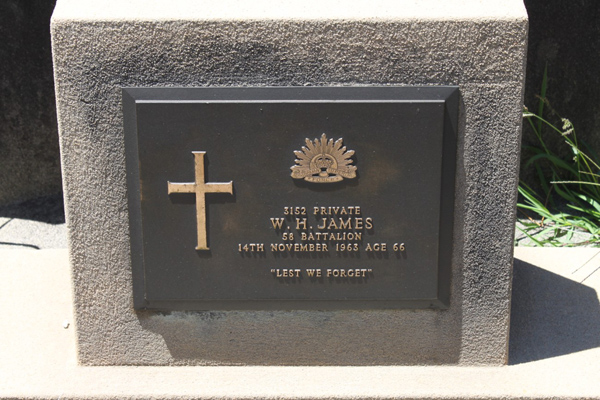 3152 PRIVATE
W. H. JAMES
58 BATTALION
14TH NOVEMBER 1963 AGE 66
"LEST WE FORGET"